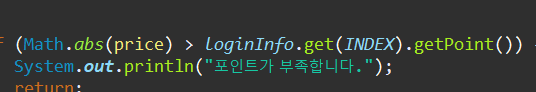 (Math.abs(price) > loginInfo.get(INDEX).getPoint())
System.out.println("포인트가 부족합니다.");
return;